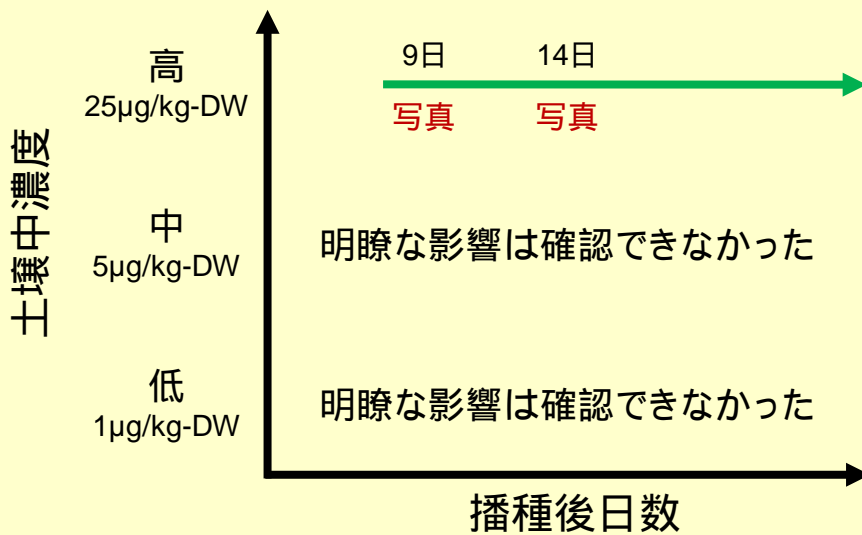 土壌中濃度
高
25μg/kg-DW
9日
14日
写真
写真
中
5μg/kg-DW
明瞭な影響は確認できなかった
低
1μg/kg-DW
明瞭な影響は確認できなかった
播種後日数